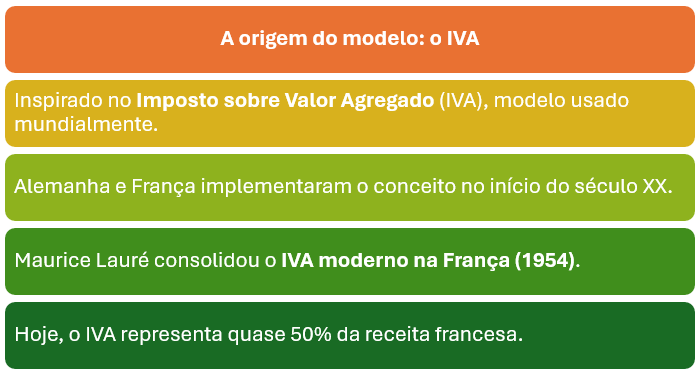 A origem do modelo: o IVA
Inspirado no Imposto sobre Valor Agregado (IVA), modelo usado
mundialmente.
Alemanha e França implementaram o conceito no início do século XX.
Maurice Lauré consolidou o IVA moderno na França (1954).
Hoje, o IVA representa quase 50% da receita francesa.